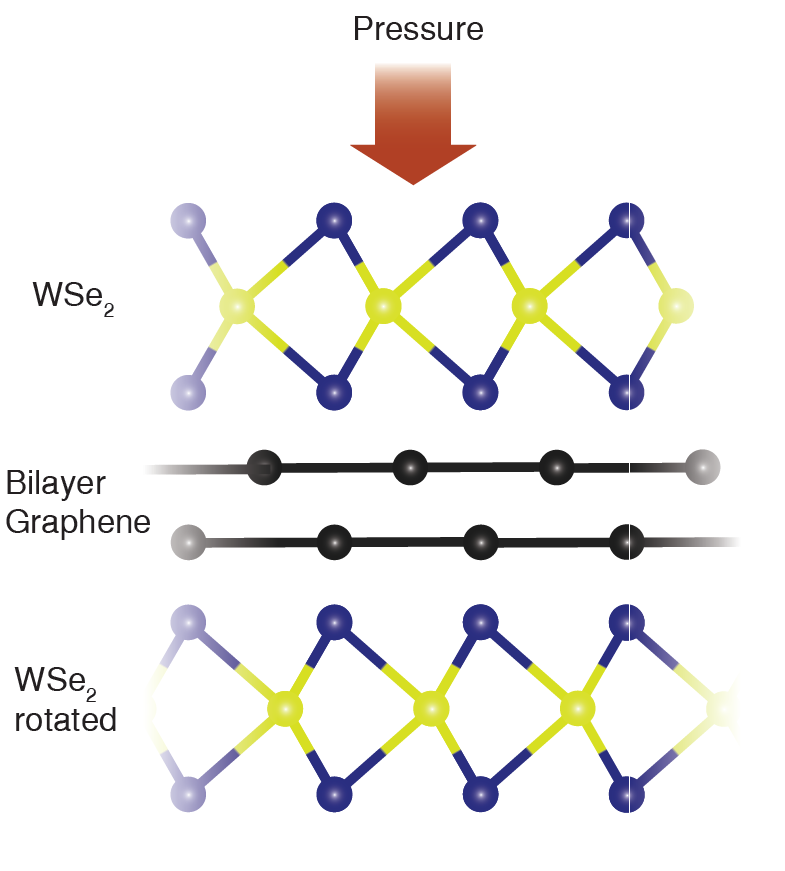 Pressure
WSe₂
Bilayer
Graphene
WSe₂
rotated